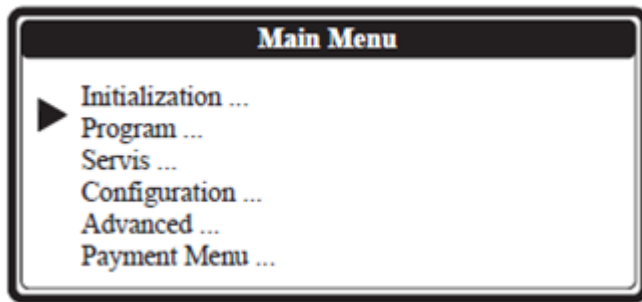 Main Menu
Initialization ...
Program ...
Servis ...
Configuration ...
Advanced ...
Payment Menu ...